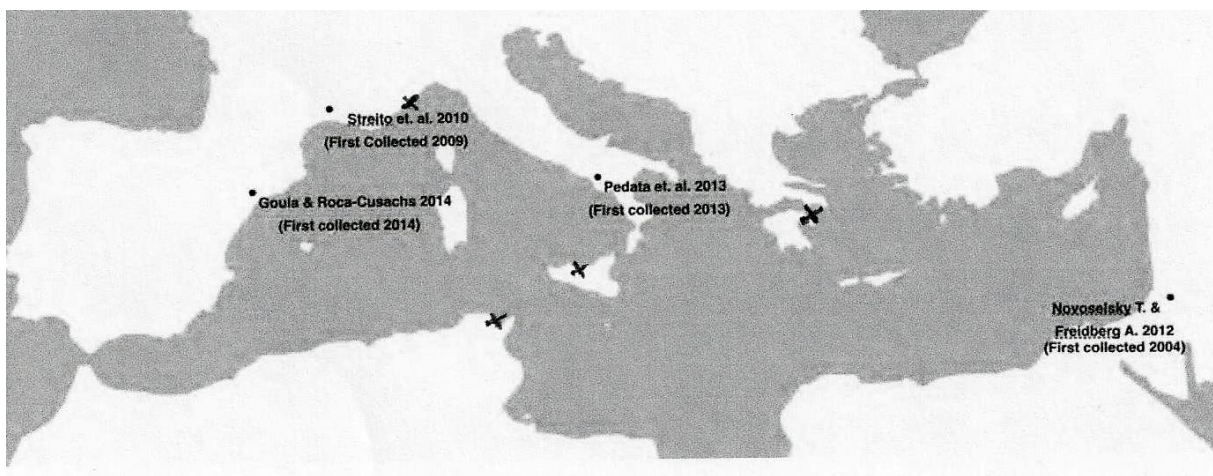 Streito et. al. 2010
(First Collected 2009)
Goula & Roca-Cusachs 2014
(First collected 2014)
Pedata et. al. 2013
(First collected 2013)
Novoselsky T. &
Freidberg A. 2012
(First collected 2004)